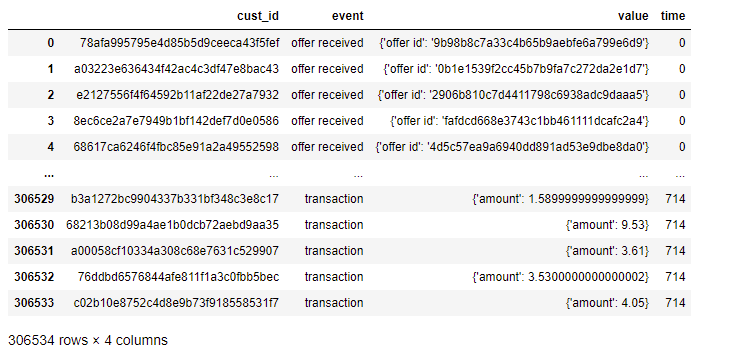 cust_id event value time
0 78afa995795e4d85b5d9ceeca43f5fef offer received {'offer id': '9b98b8c7a33c4b65b9aebfe6a799e6d9'} 0
1 a03223e636434f42ac4c3df47e8bac43 offer received {'offer id': '0b1e1539f2cc45b7b9fa7c272da2e1d7'} 0
2 e2127556f4f64592b11af22de27a7932 offer received {'offer id': '2906b810c7d4411798c6938adc9daaa5'} 0
3 8ec6ce2a7e7949b1bf142def7d0e0586 offer received {'offer id': 'fafdcd668e3743c1bb461111dcafc2a4'} 0
4 68617ca6246f4fbc85e91a2a49552598 offer received {'offer id': '4d5c57ea9a6940dd891ad53e9dbe8da0'} 0
... ... ... ... ...
306529 b3a1272bc9904337b331bf348c3e8c17 transaction {'amount': 1.5899999999999999} 714
306530 68213b08d99a4ae1b0dcb72aebd9aa35 transaction {'amount': 9.53} 714
306531 a00058cf10334a308c68e7631c529907 transaction {'amount': 3.61} 714
306532 76ddbd6576844afe811f1a3c0fbb5bec transaction {'amount': 3.5300000000000002} 714
306533 c02b10e8752c4d8e9b73f918558531f7 transaction {'amount': 4.05} 714
306534 rows × 4 columns